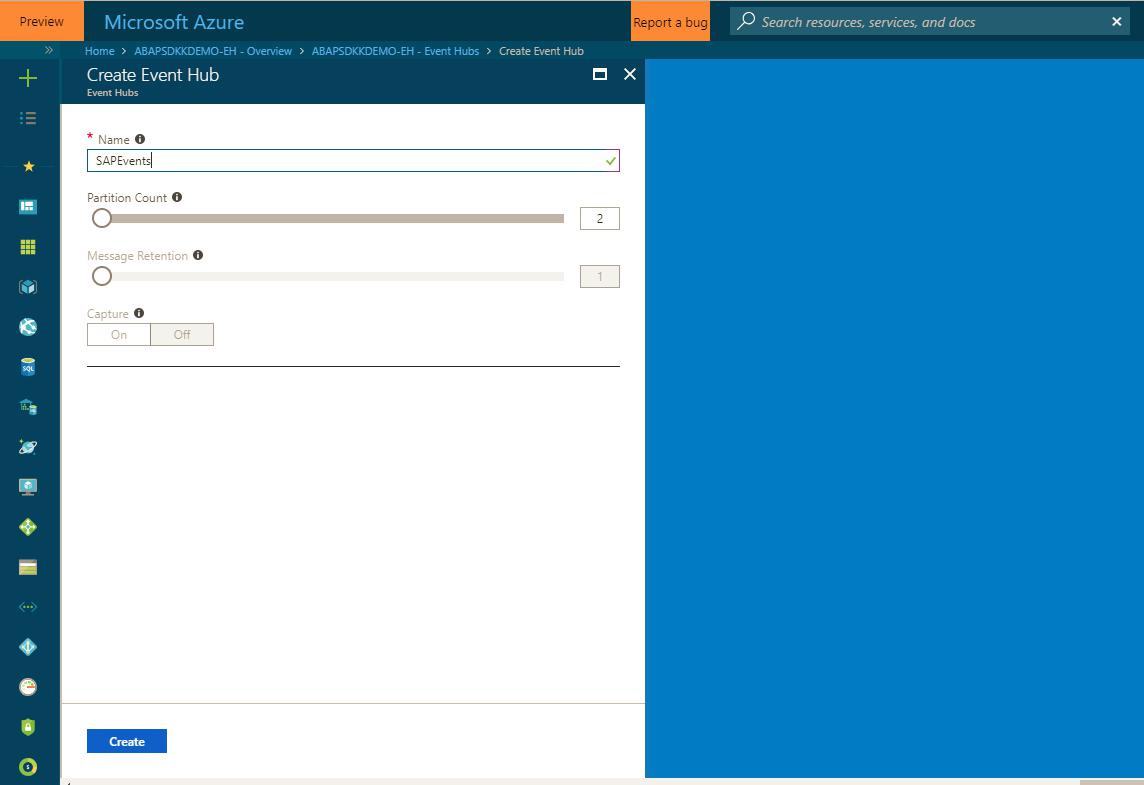 Preview
Microsoft Azure
Report a bug
Search resources, services, and docs
Home > ABAPSDKKDEMO-EH - Overview > ABAPSDKKDEMO-EH - Event Hubs > Create Event Hub
Create Event Hub
Event Hubs
* Name
SAPEvents
Partition Count
2
Message Retention
1
Capture
On Off
SQL
Create